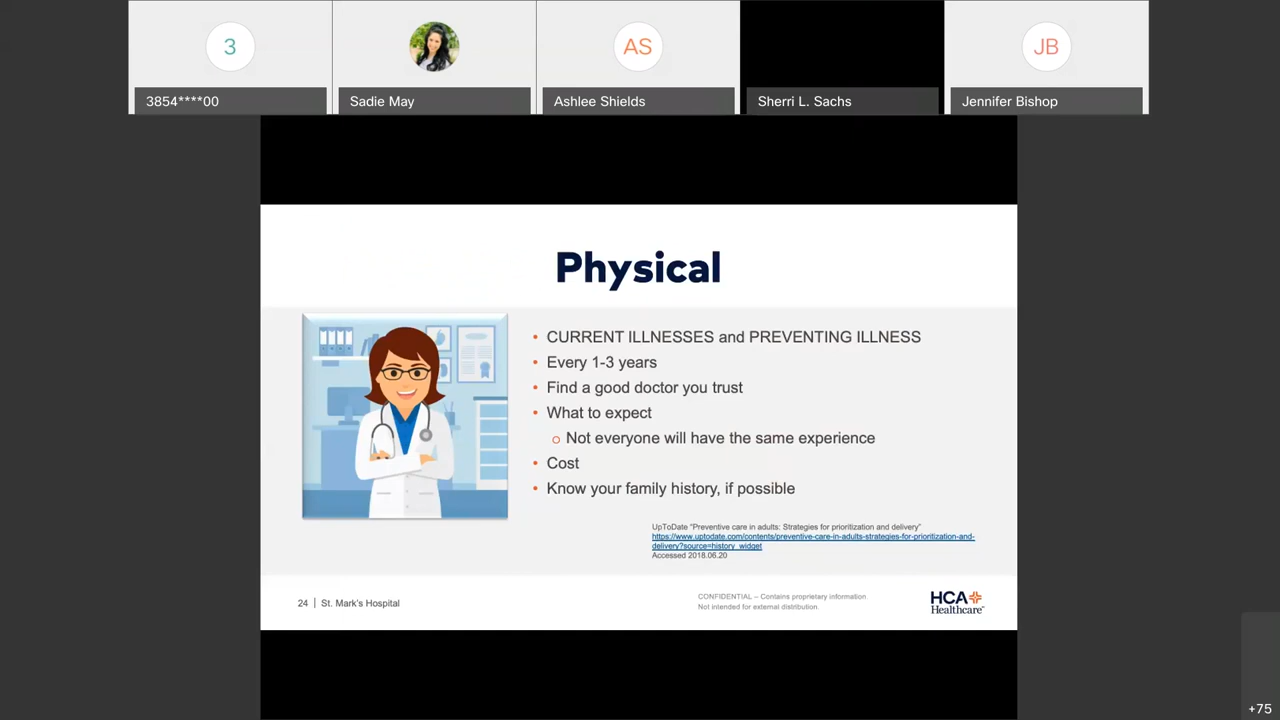 3
AS
JB
3854****00
Sadie May
Ashlee Shields
Sherri L. Sachs
Jennifer Bishop
Physical
• CURRENT ILLNESSES and PREVENTING ILLNESS
• Every 1-3 years
• Find a good doctor you trust
• What to expect
o Not everyone will have the same experience
• Cost
• Know your family history, if possible
UpToDate “Preventive care in adults: Strategies for prioritization and delivery”
https://www.uptodate.com/contents/preventive-care-in-adults-strategies-for-prioritization-and-
delivery?source=history_widget
Accessed 2018.06.20
24 | St. Mark's Hospital
CONFIDENTIAL – Contains proprietary information.
Not intended for external distribution.
HCA
Healthcare™
+75